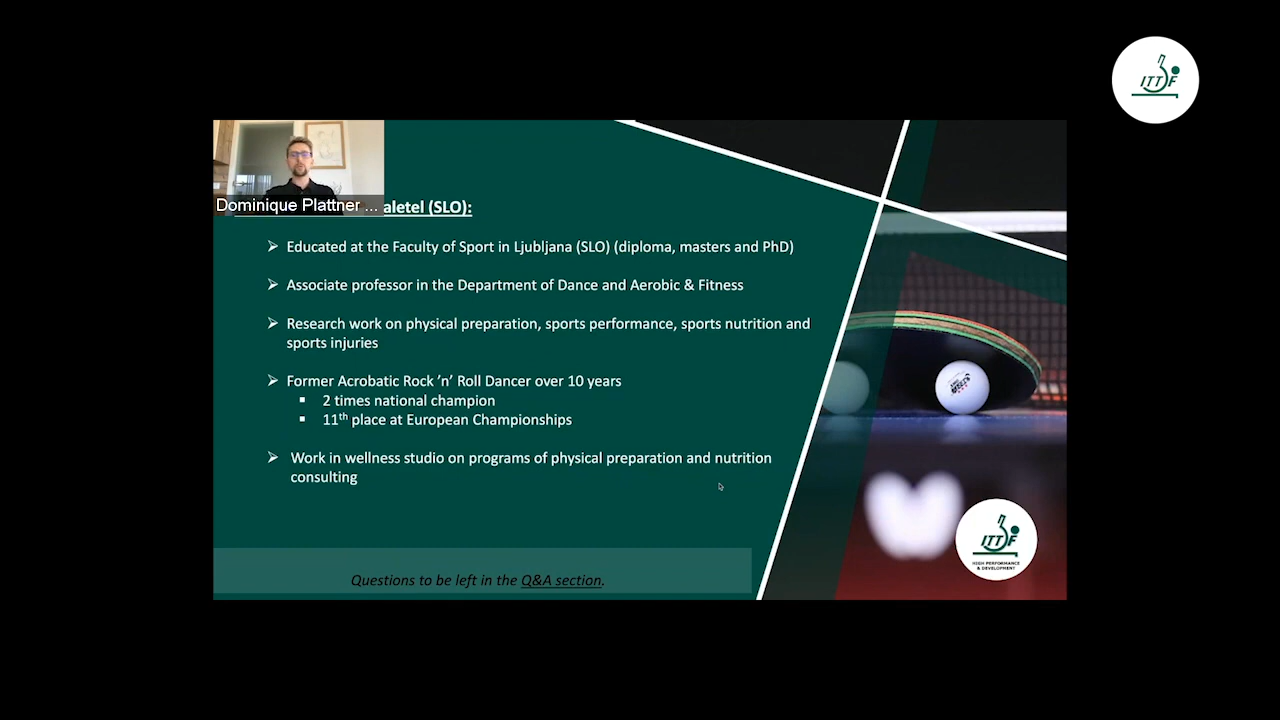 ITTF
Dominique Plattner ...
aletel (SLO):
➢ Educated at the Faculty of Sport in Ljubljana (SLO) (diploma, masters and PhD)
➢ Associate professor in the Department of Dance and Aerobic & Fitness
➢ Research work on physical preparation, sports performance, sports nutrition and
sports injuries
➢ Former Acrobatic Rock ’n’ Roll Dancer over 10 years
▪ 2 times national champion
▪ 11th place at European Championships
➢ Work in wellness studio on programs of physical preparation and nutrition
consulting
ITTF
HIGH PERFORMANCE
& DEVELOPMENT
Questions to be left in the Q&A section.